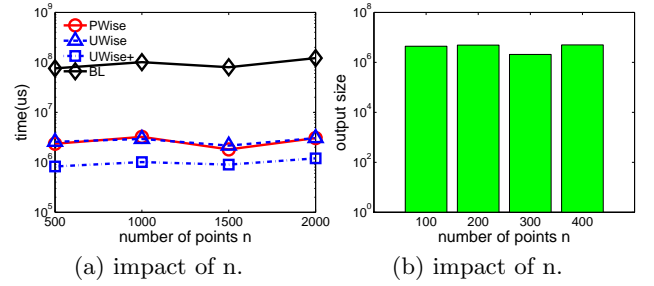 10^9
10^8
10^7
10^6
10^5
time(us)
PWise
UWise
UWise+
BL
500
1000
1500
2000
number of points n
(a) impact of n.
10^8
10^6
10^4
10^2
10^0
output size
100
200
300
400
number of points n
(b) impact of n.